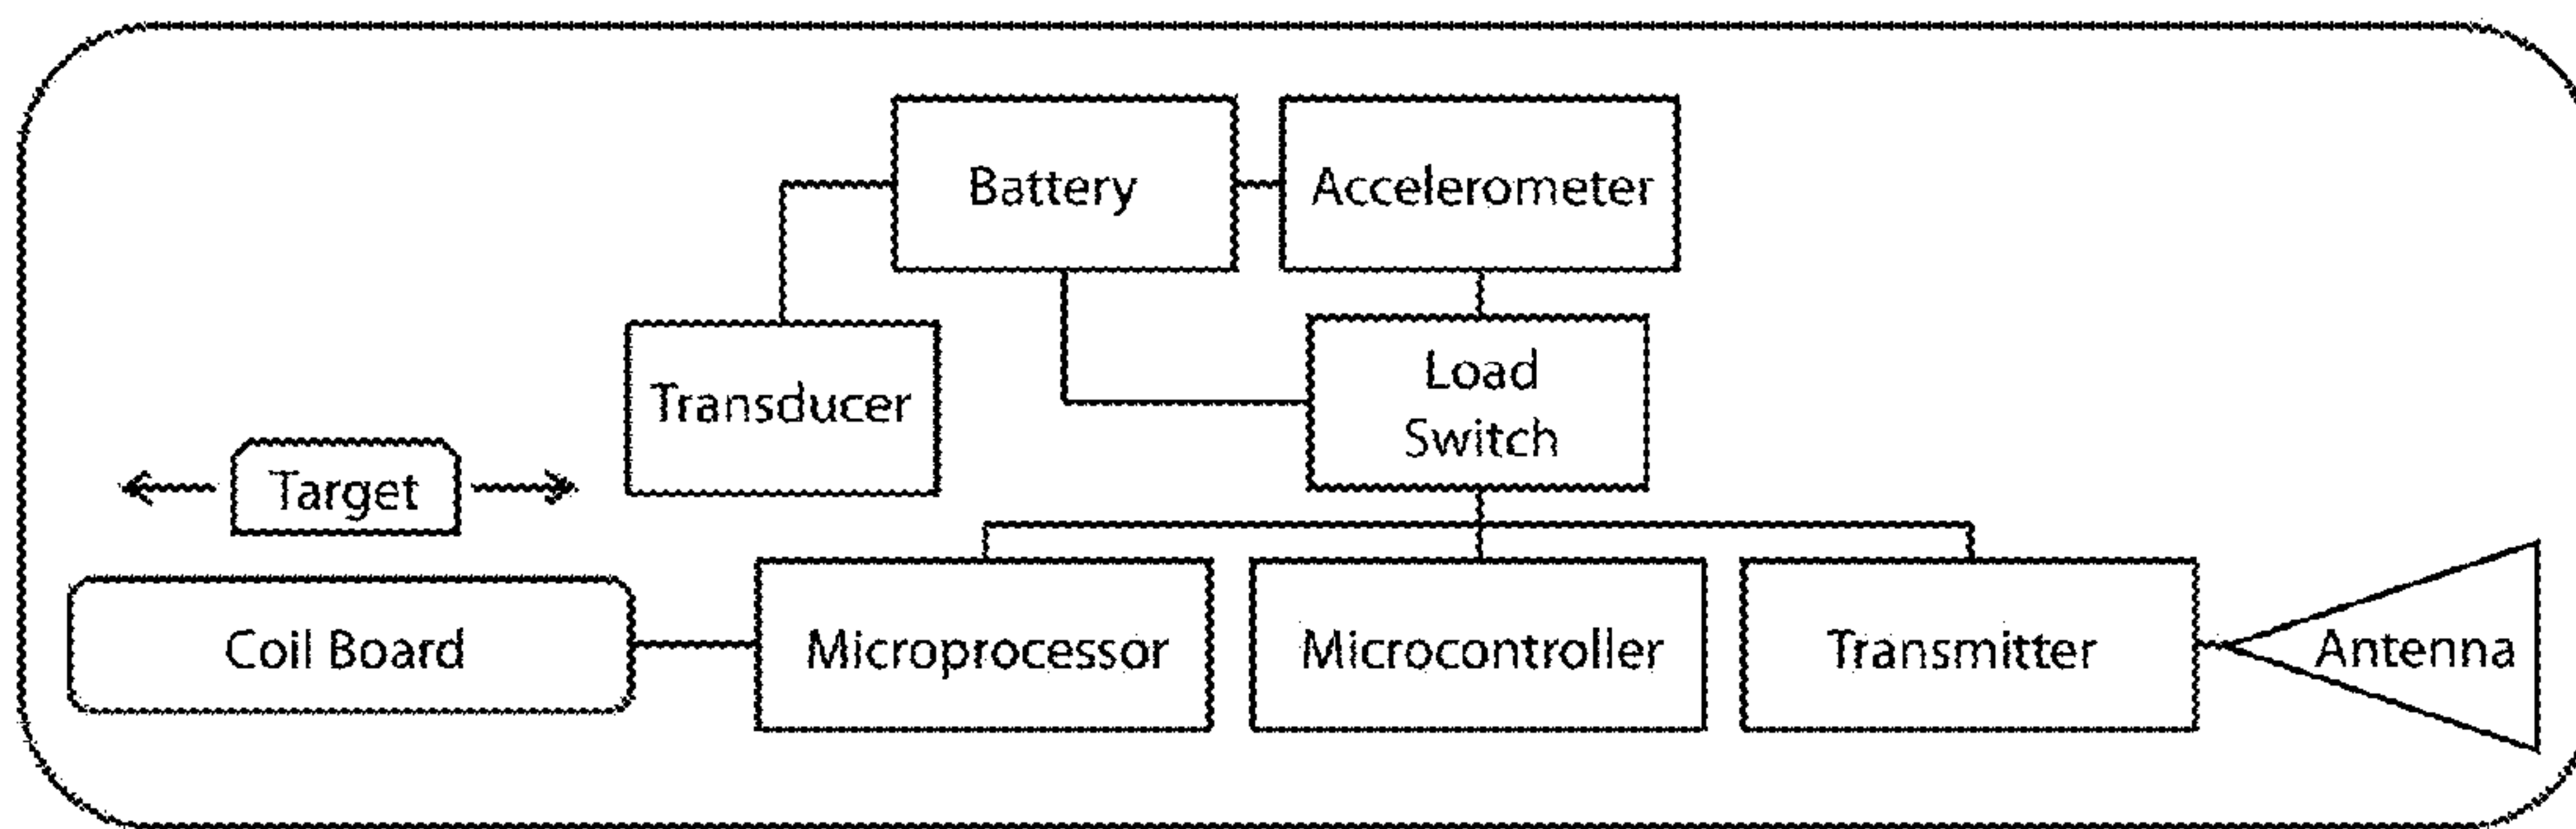 Battery
Accelerometer
Transducer
Load
Switch
Target
Coil Board
Microprocessor
Microcontroller
Transmitter
Antenna